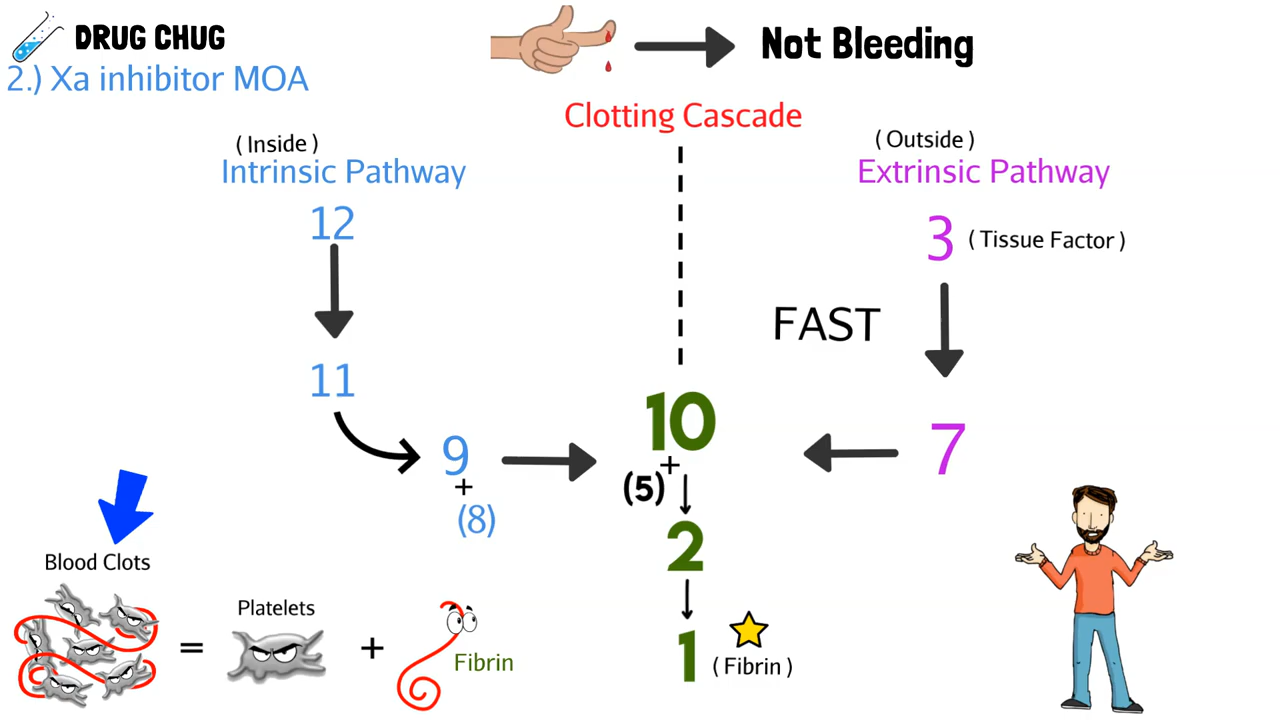 DRUG CHUG
2.) Xa inhibitor MOA
Not Bleeding
Clotting Cascade
( Inside )
Intrinsic Pathway
12
11
9
+
(8)
( Outside )
Extrinsic Pathway
3 ( Tissue Factor )
FAST
7
10
+
(5)
2
1 ( Fibrin )
Blood Clots
=
Platelets
+
Fibrin